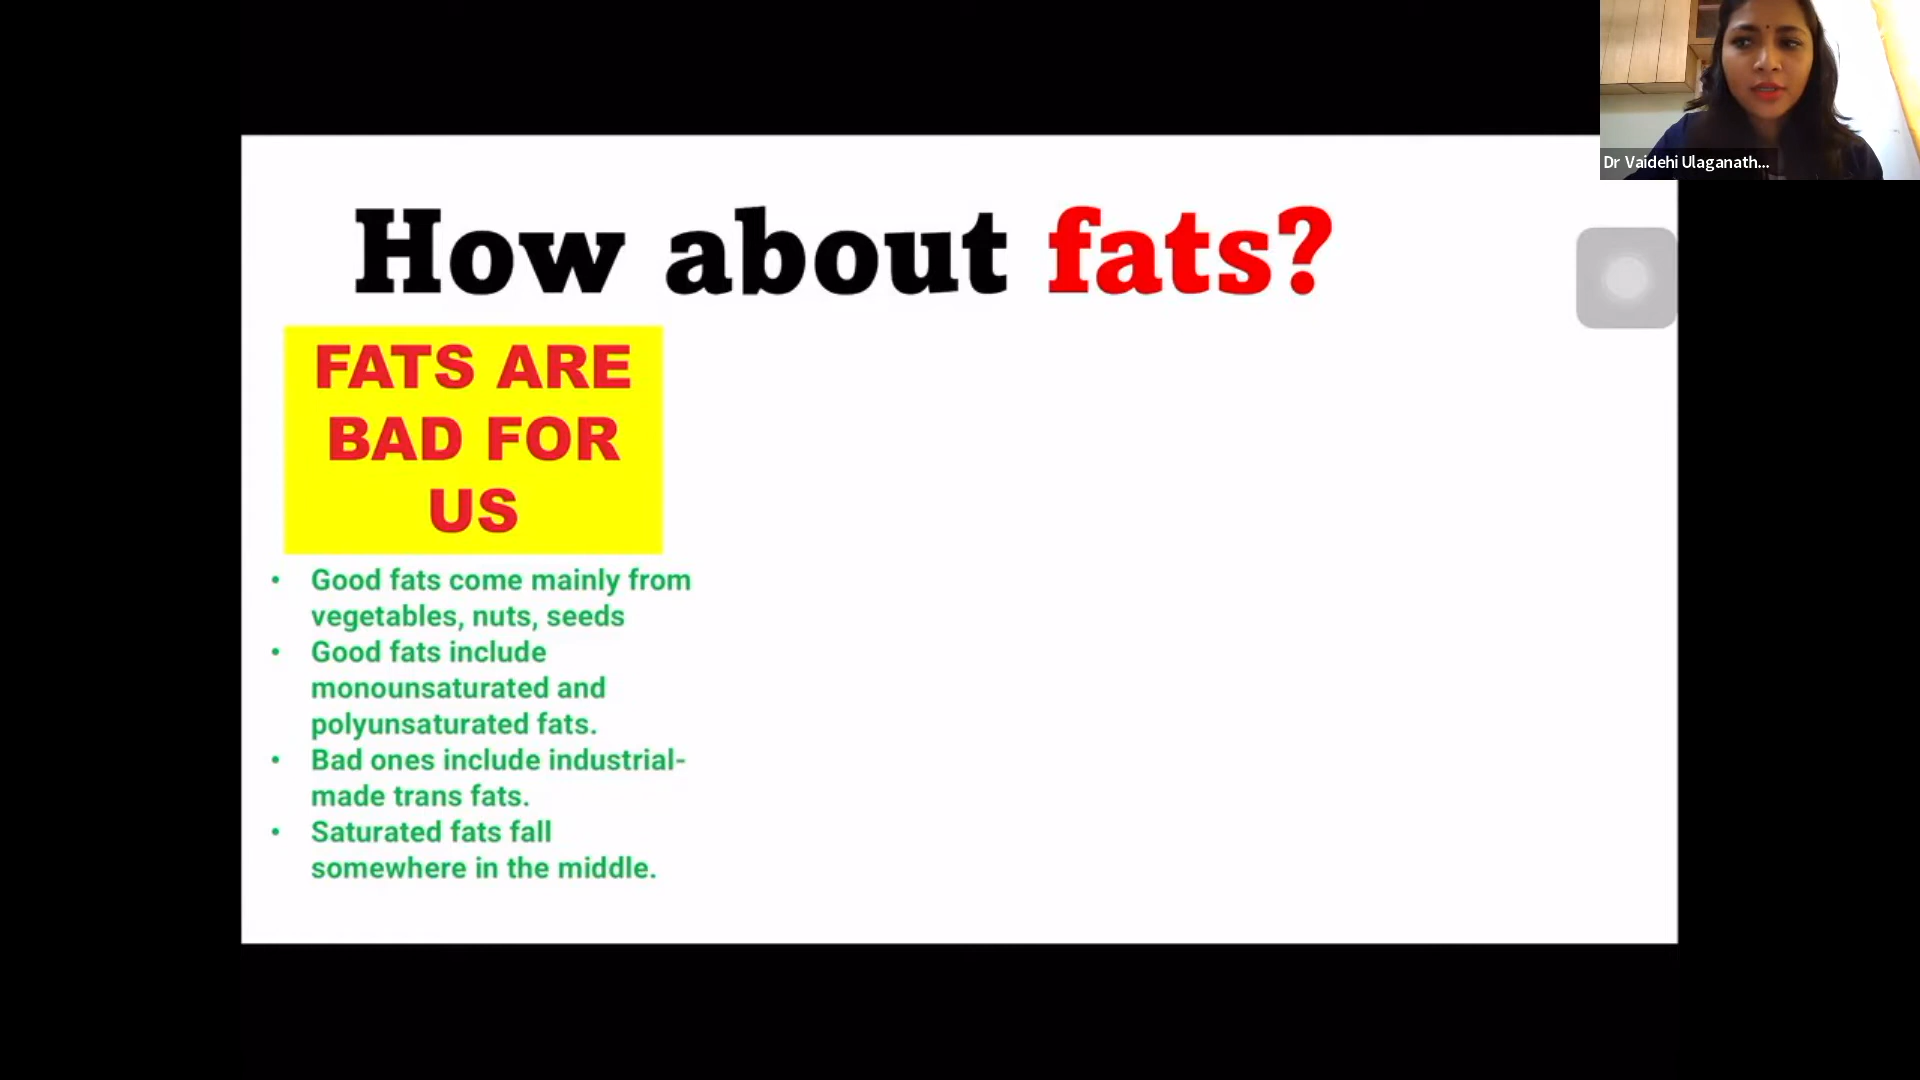 How about fats?
FATS ARE
BAD FOR
US
• Good fats come mainly from
vegetables, nuts, seeds
• Good fats include
monounsaturated and
polyunsaturated fats.
• Bad ones include industrial-
made trans fats.
• Saturated fats fall
somewhere in the middle.
Dr Vaidehi Ulaganath...